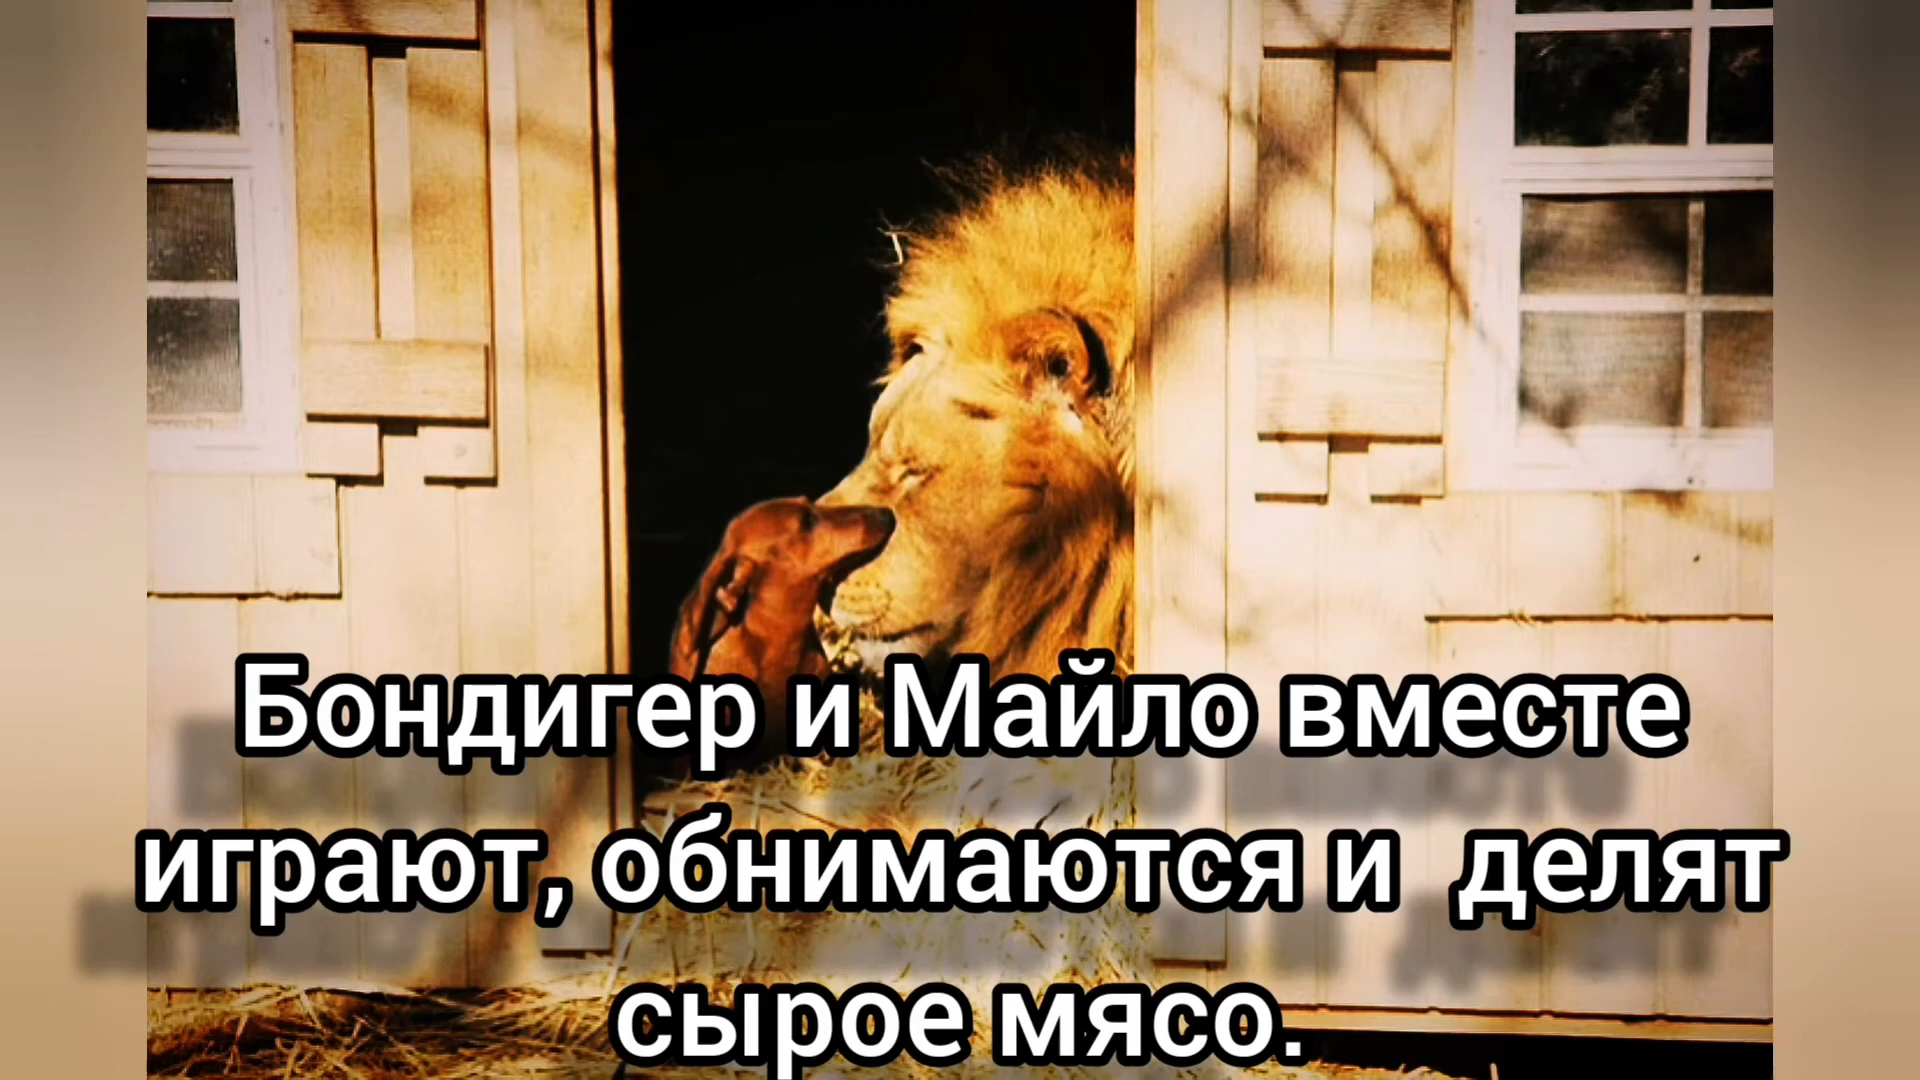 Бондигер и Майло вместе
играют, обнимаются и делят
сырое мясо.